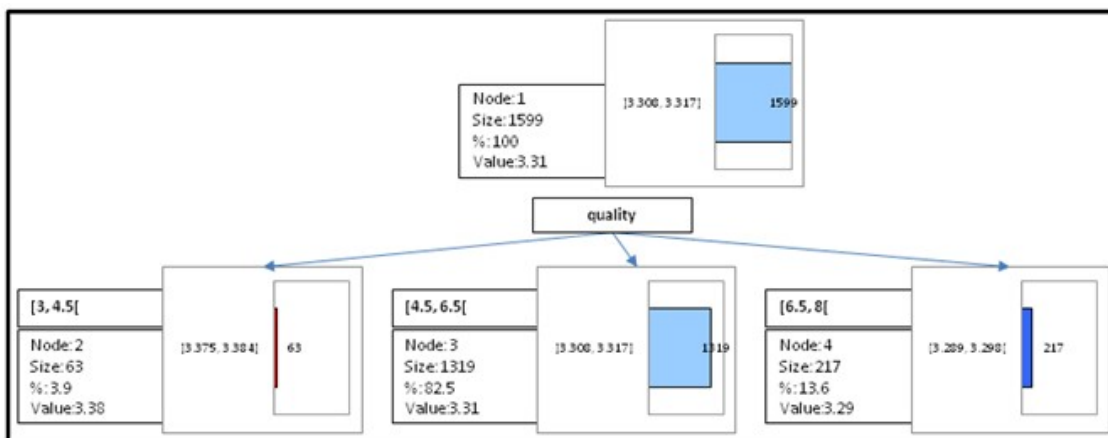 Node:1
Size:1599
%:100
Value:3.31
[3.308, 3.317]
1599
quality
[3, 4.5[
Node:2
Size:63
%:3.9
Value:3.38
[3.375, 3.384]
63
[4.5, 6.5[
Node:3
Size:1319
%:82.5
Value:3.31
[3.308, 3.317]
1319
[6.5, 8[
Node:4
Size:217
%:13.6
Value:3.29
[3.289, 3.298]
217